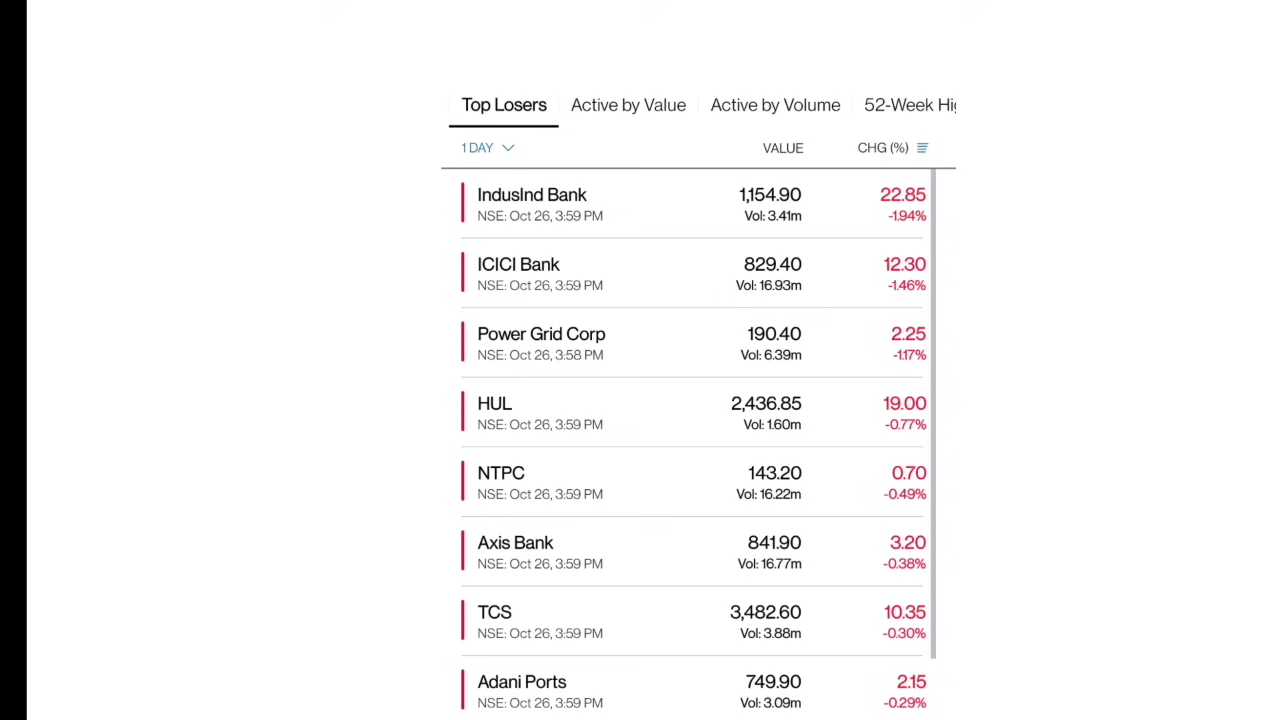 Top Losers Active by Value Active by Volume 52-Week Hi
1 DAY VALUE CHG (%)
IndusInd Bank 1,154.90 22.85
NSE: Oct 26, 3:59 PM Vol: 3.41m -1.94%
ICICI Bank 829.40 12.30
NSE: Oct 26, 3:59 PM Vol: 16.93m -1.46%
Power Grid Corp 190.40 2.25
NSE: Oct 26, 3:58 PM Vol: 6.39m -1.17%
HUL 2,436.85 19.00
NSE: Oct 26, 3:59 PM Vol: 1.60m -0.77%
NTPC 143.20 0.70
NSE: Oct 26, 3:59 PM Vol: 16.22m -0.49%
Axis Bank 841.90 3.20
NSE: Oct 26, 3:59 PM Vol: 16.77m -0.38%
TCS 3,482.60 10.35
NSE: Oct 26, 3:59 PM Vol: 3.88m -0.30%
Adani Ports 749.90 2.15
NSE: Oct 26, 3:59 PM Vol: 3.09m -0.29%